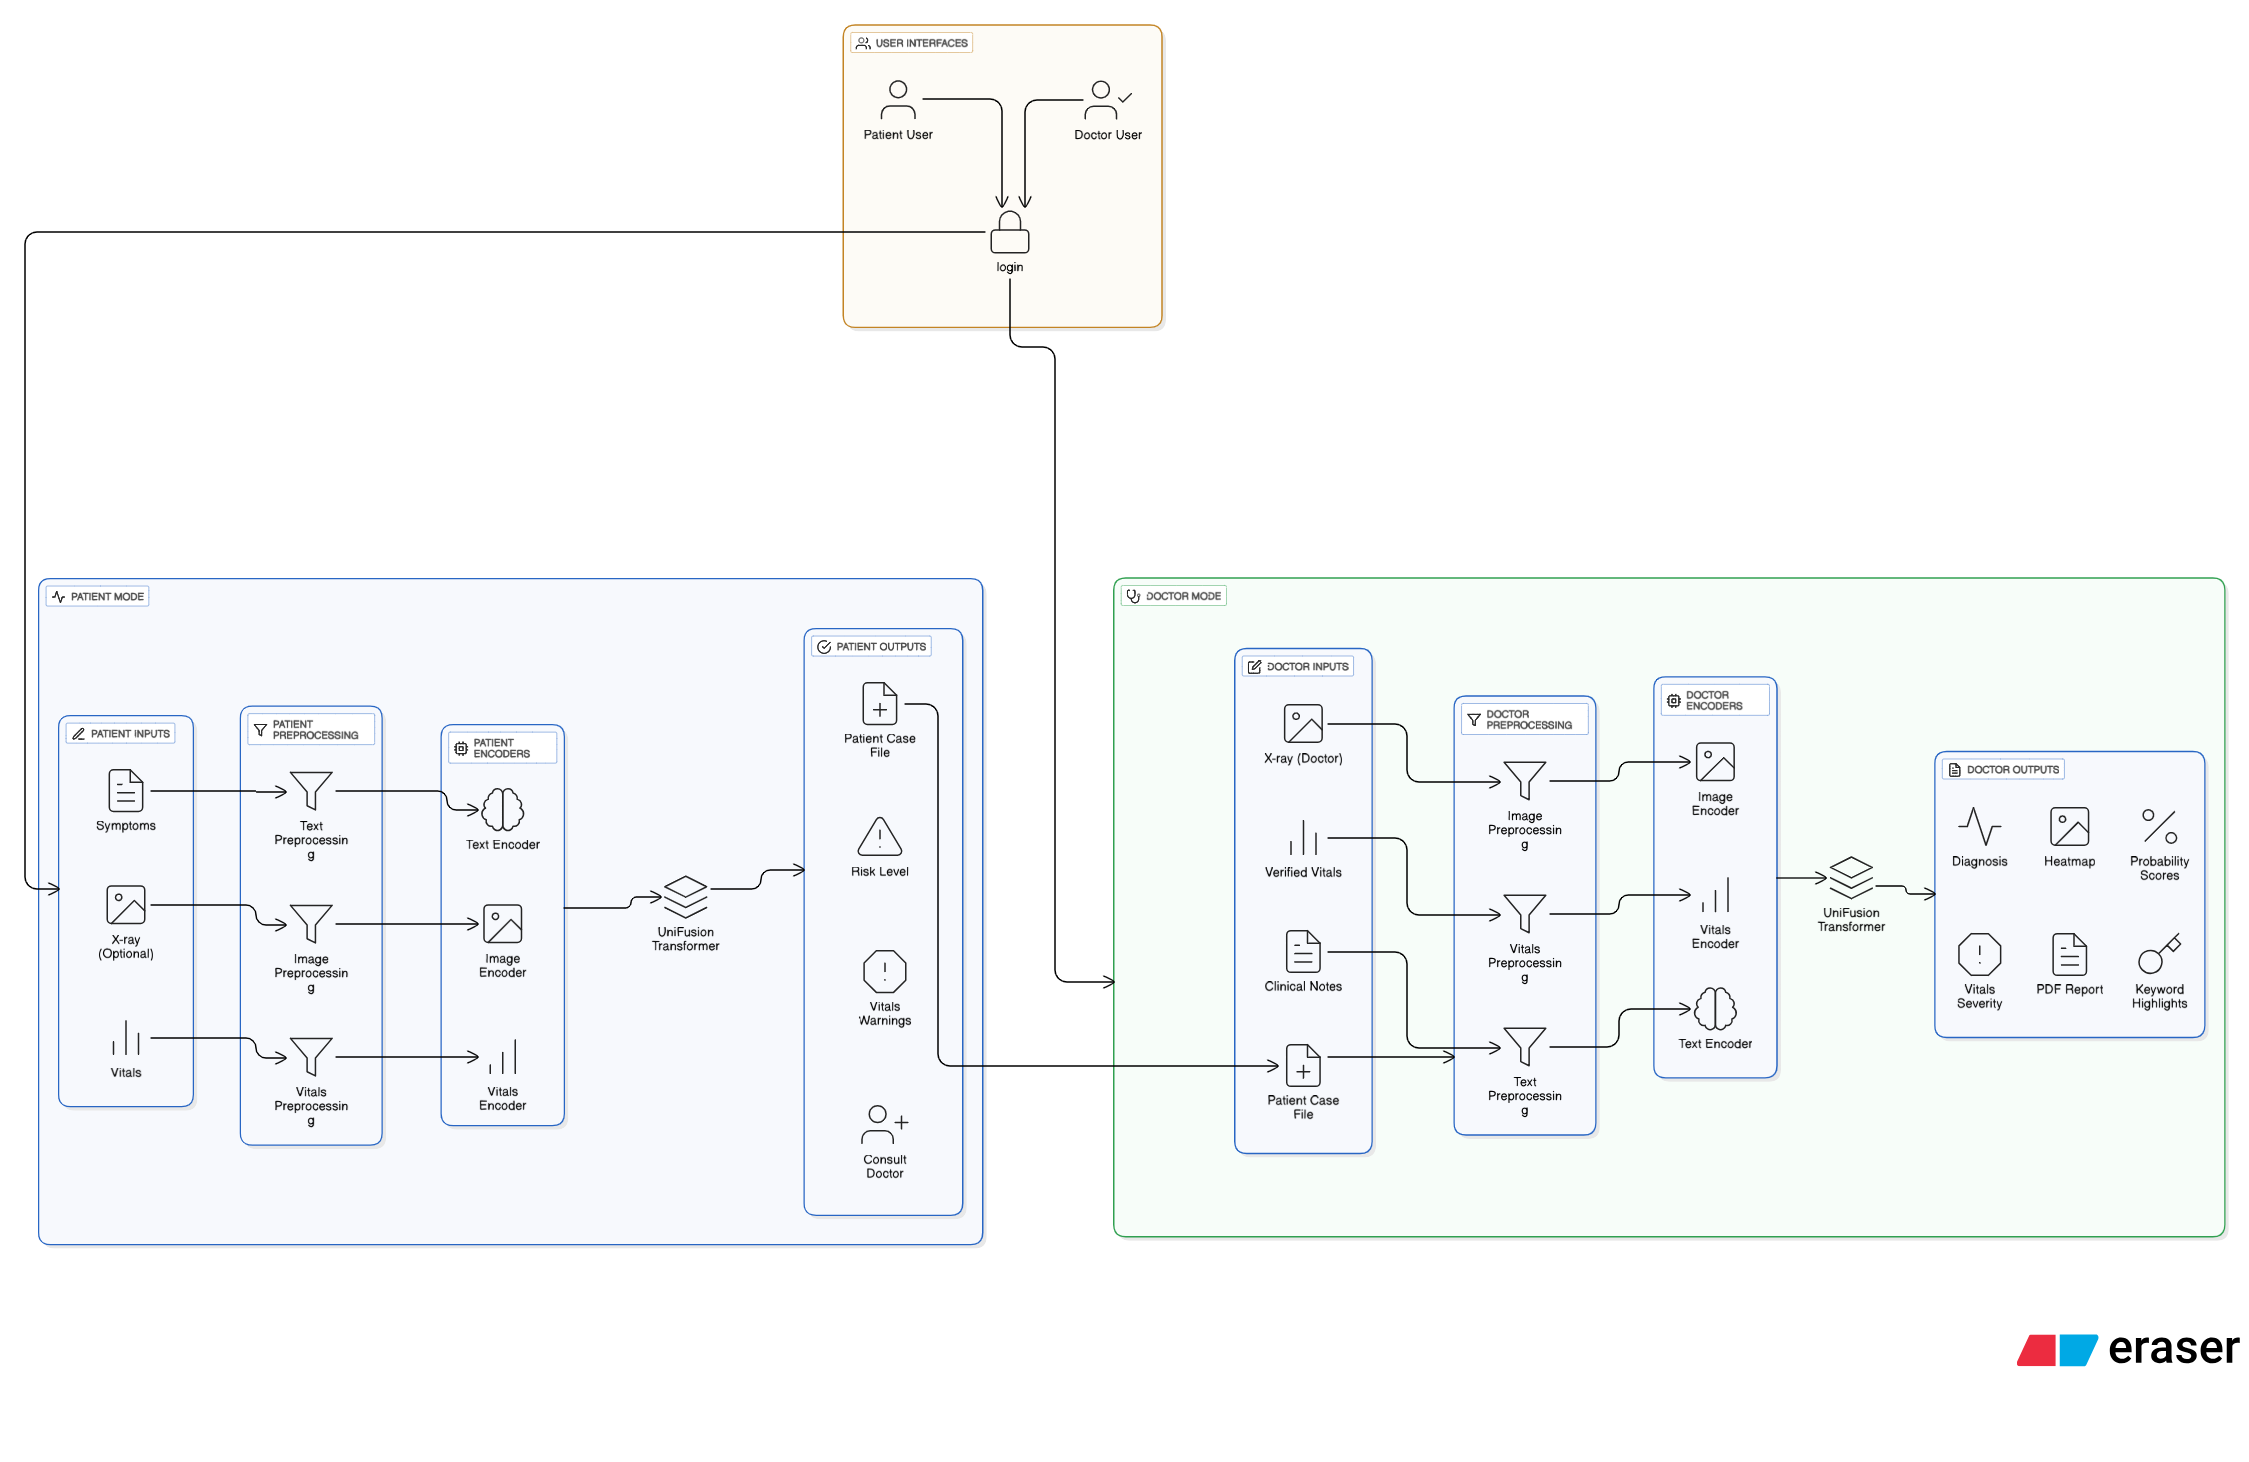 USER INTERFACES
Patient User
Doctor User
login
PATIENT MODE
PATIENT INPUTS
Symptoms
X-ray
(Optional)
Vitals
PATIENT
PREPROCESSING
Text
Preprocessin
g
Image
Preprocessin
g
Vitals
Preprocessin
g
PATIENT
ENCODERS
Text Encoder
Image
Encoder
Vitals
Encoder
UniFusion
Transformer
PATIENT OUTPUTS
Patient Case
File
Risk Level
Vitals
Warnings
Consult
Doctor
DOCTOR MODE
DOCTOR INPUTS
X-ray (Doctor)
Verified Vitals
Clinical Notes
Patient Case
File
DOCTOR
PREPROCESSING
Image
Preprocessin
g
Vitals
Preprocessin
g
Text
Preprocessin
g
DOCTOR
ENCODERS
Image
Encoder
Vitals
Encoder
Text Encoder
UniFusion
Transformer
DOCTOR OUTPUTS
Diagnosis
Heatmap
Probability
Scores
Vitals
Severity
PDF Report
Keyword
Highlights
eraser